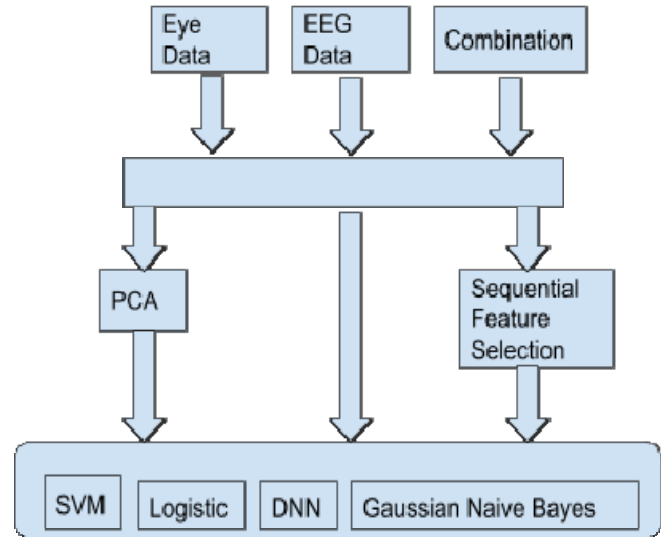 Eye
Data
EEG
Data
Combination
PCA
Sequential
Feature
Selection
SVM
Logistic
DNN
Gaussian Naive Bayes